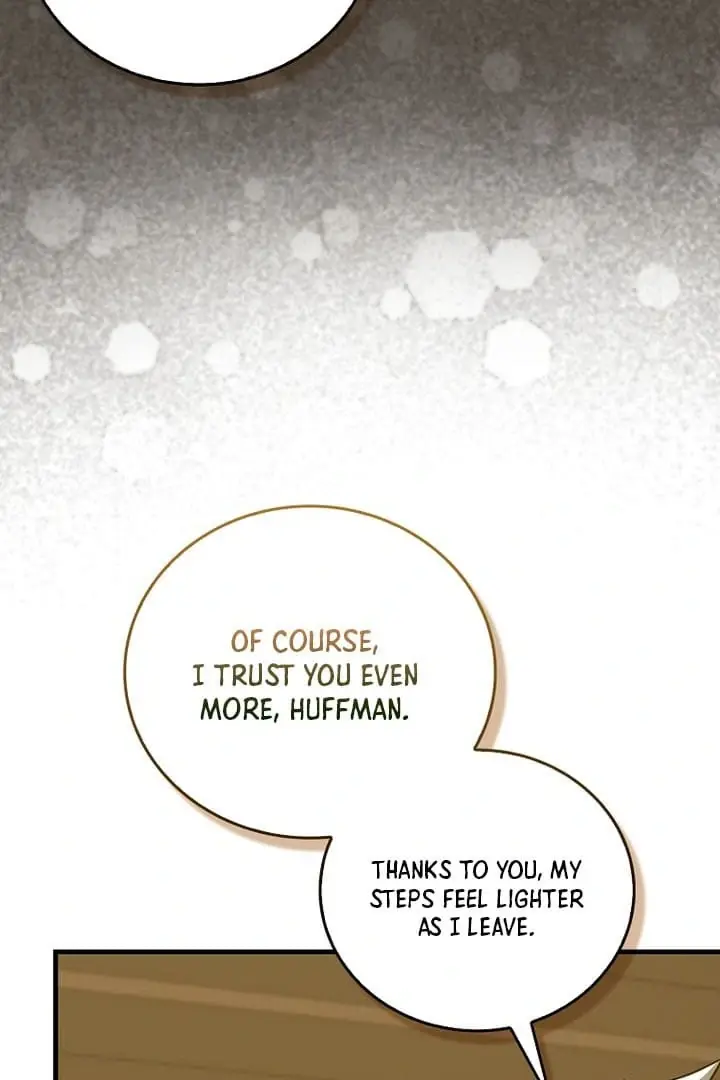 OF COURSE,
I TRUST YOU EVEN
MORE, HUFFMAN.
THANKS TO YOU, MY
STEPS FEEL LIGHTER
AS I LEAVE.